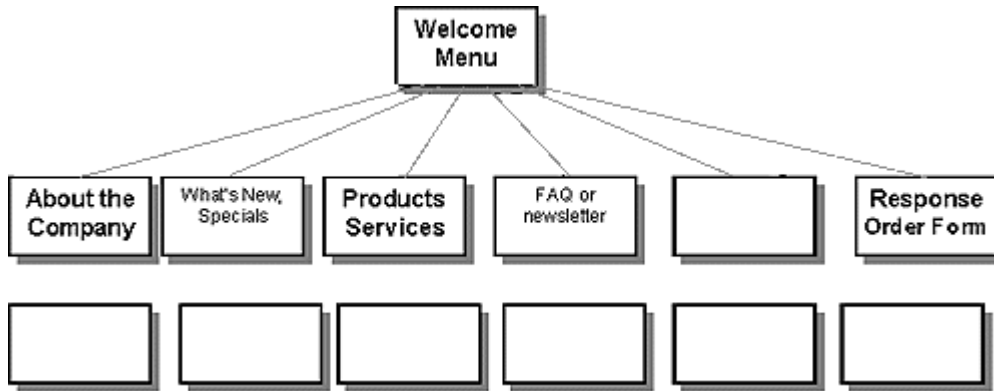 Welcome
Menu
About the
Company
What's New,
Specials
Products
Services
FAQ or
newsletter
Response
Order Form